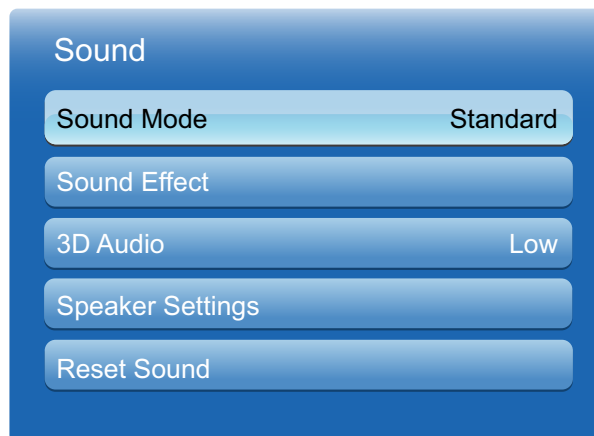 Sound
Sound Mode Standard
Sound Effect
3D Audio Low
Speaker Settings
Reset Sound